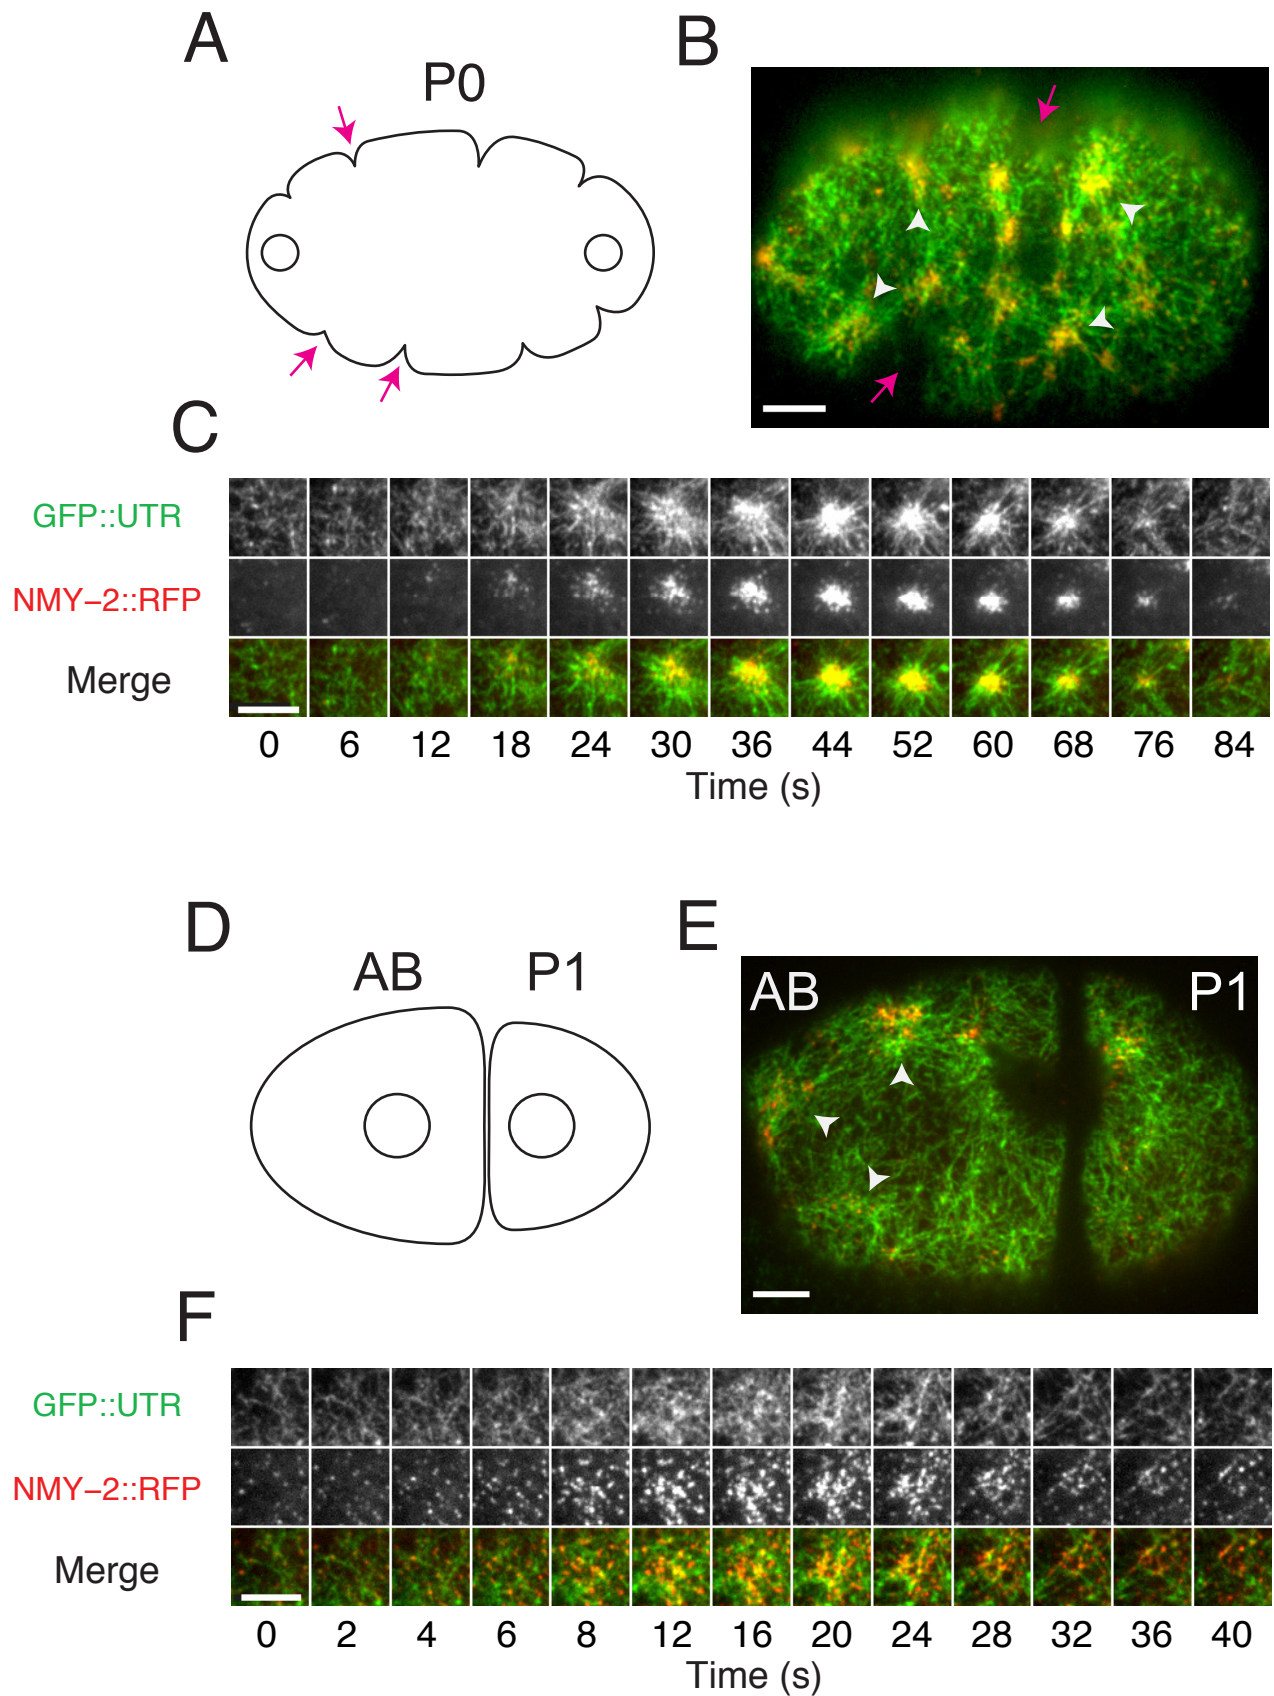 A
P0
B
C
GFP::UTR
NMY–2::RFP
Merge
0 6 12 18 24 30 36 44 52 60 68 76 84
Time (s)
D
AB P1
E
AB P1
F
GFP::UTR
NMY–2::RFP
Merge
0 2 4 6 8 12 16 20 24 28 32 36 40
Time (s)